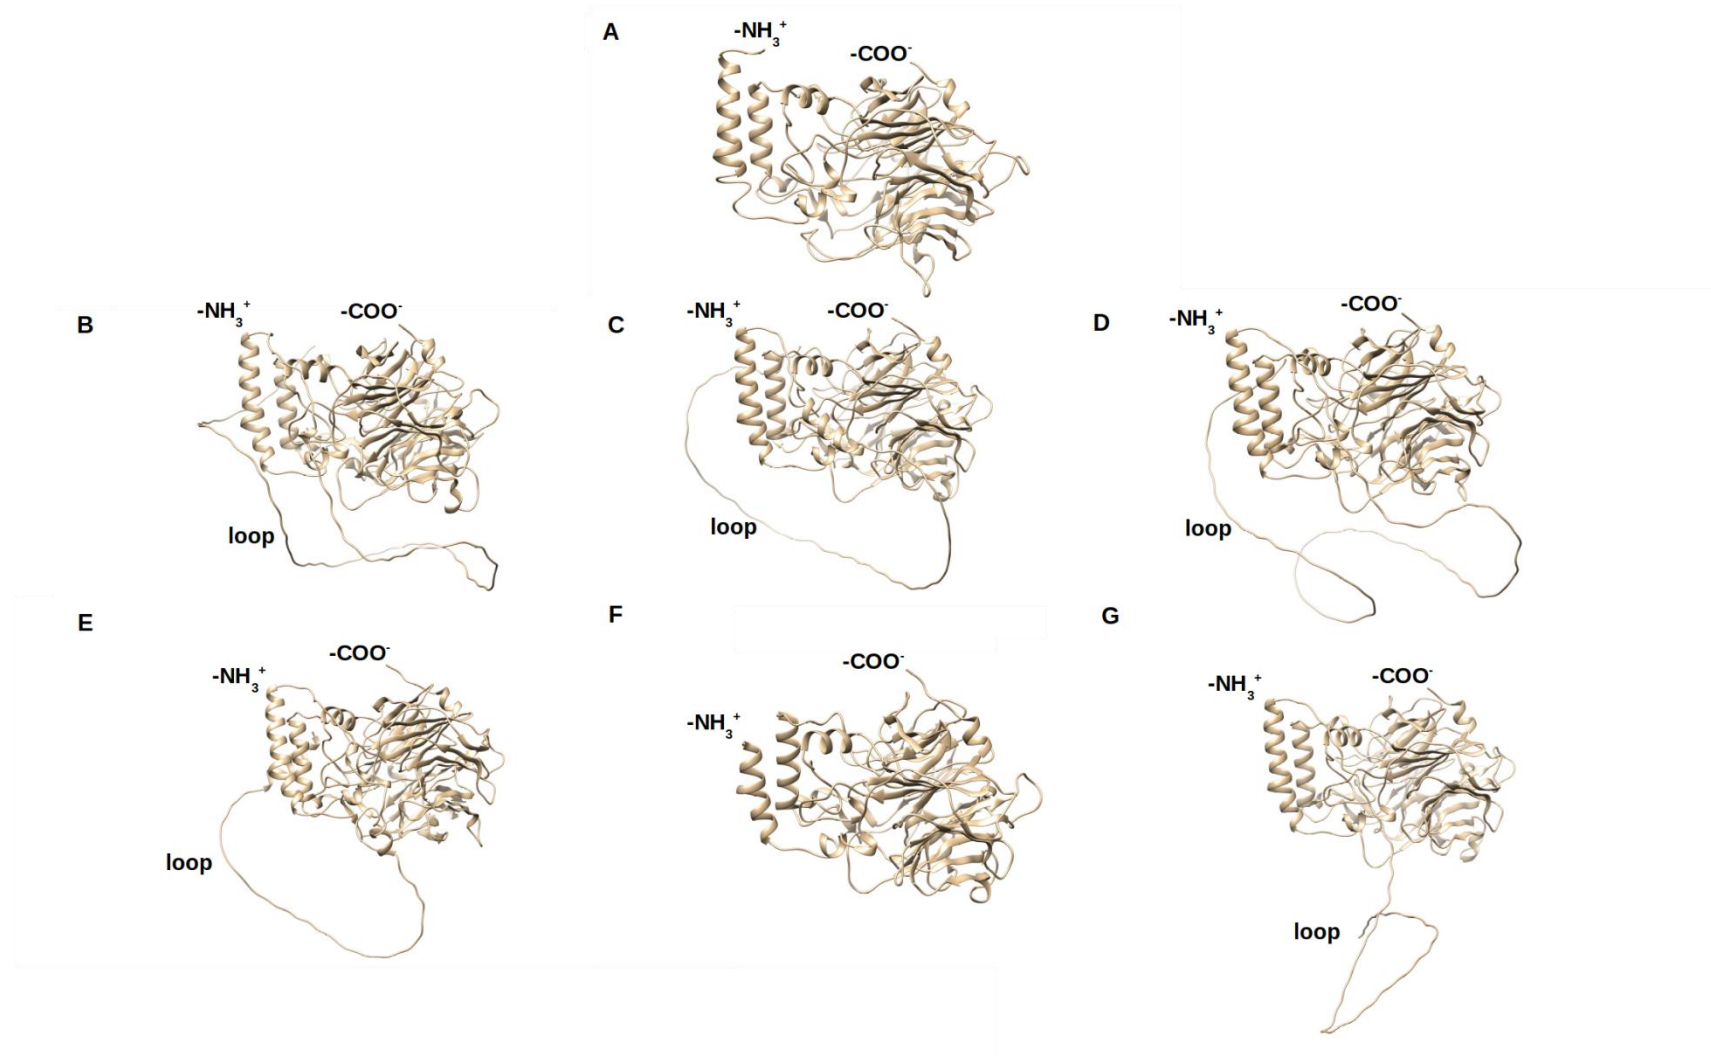 A
-NH3+
-COO-
B
-NH3+
-COO-
loop
C
-NH3+
-COO-
loop
D
-NH3+
-COO-
loop
E
-NH3+
-COO-
loop
F
-NH3+
-COO-
G
-NH3+
-COO-
loop